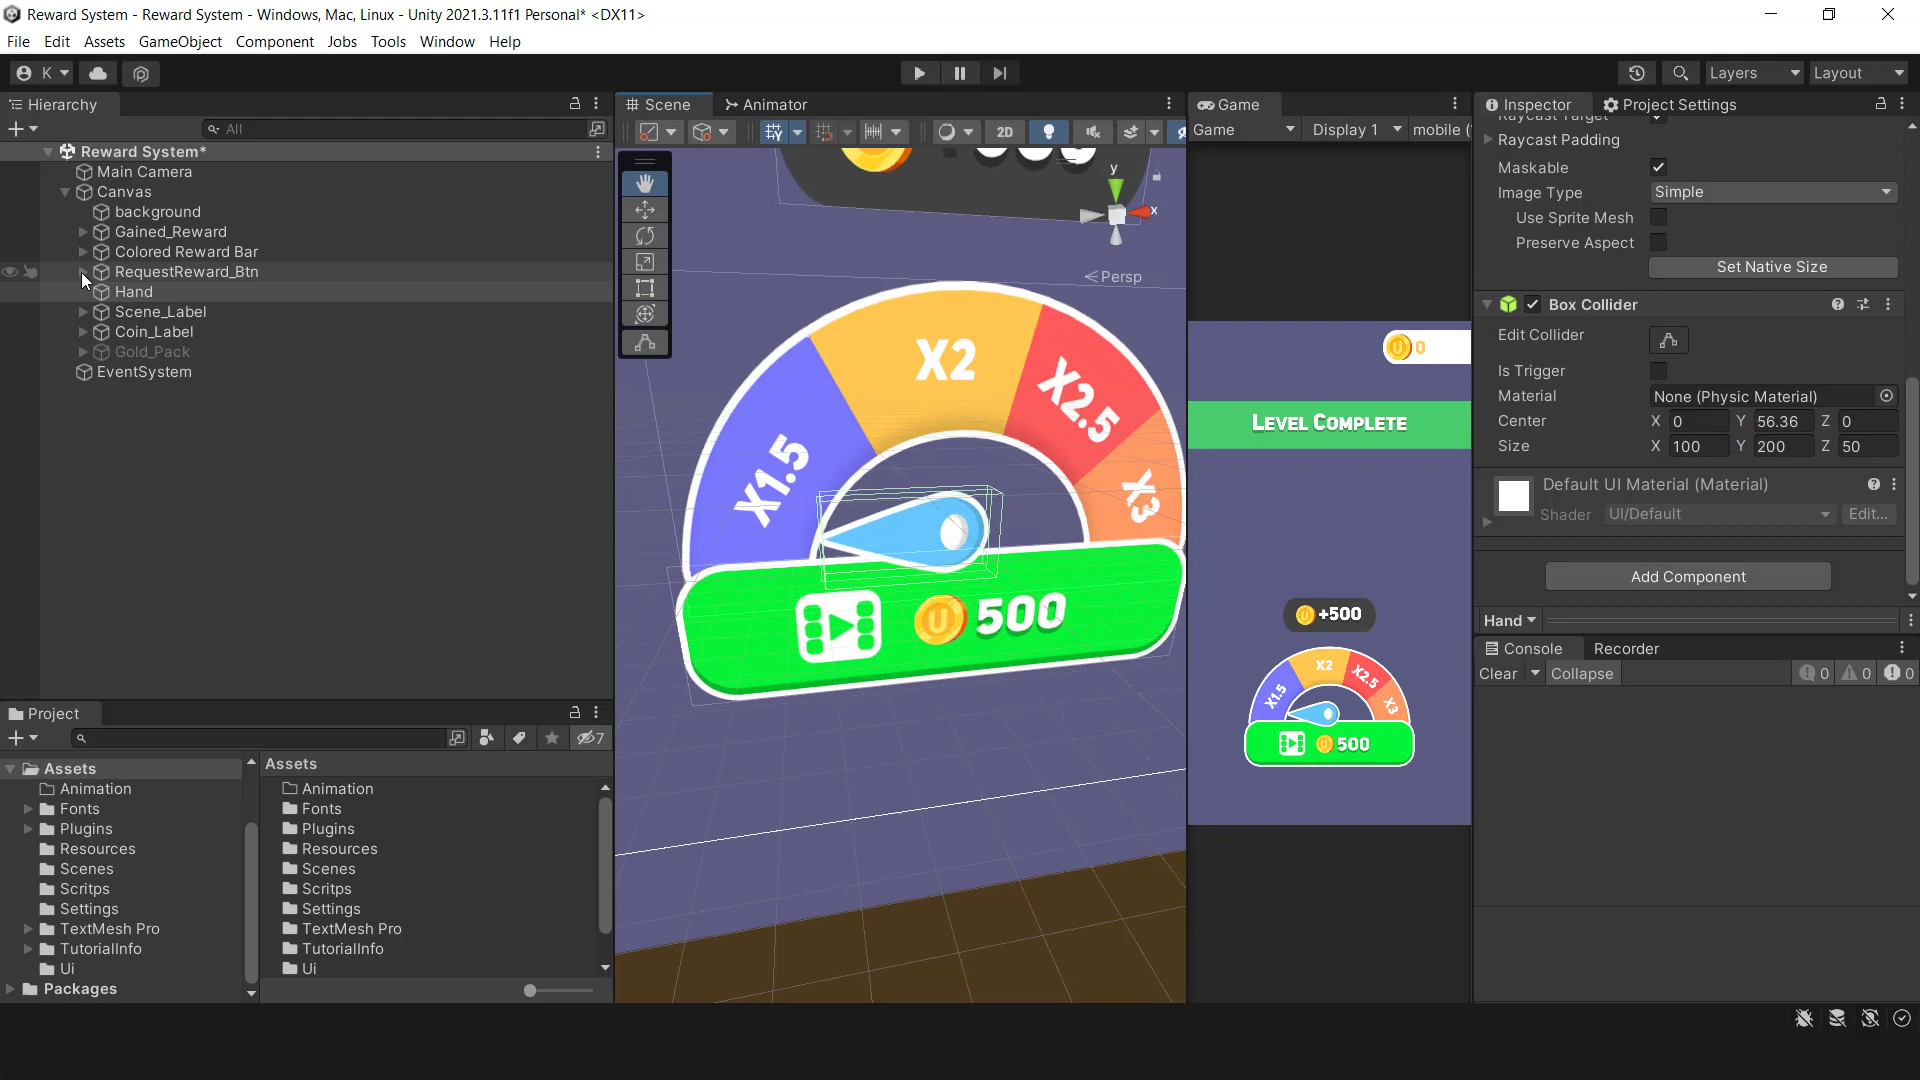 Reward System - Reward System - Windows, Mac, Linux - Unity 2021.3.11f1 Personal* <DX11>
File Edit Assets GameObject Component Jobs Tools Window Help
K
Layers
Layout
Hierarchy
All
Reward System*
Main Camera
Canvas
background
Gained_Reward
Colored Reward Bar
RequestReward_Btn
Hand
Scene_Label
Coin_Label
Gold_Pack
EventSystem
Project
7
Assets
Animation
Fonts
Plugins
Resources
Scenes
Scritps
Settings
TextMesh Pro
TutorialInfo
Ui
Packages
Assets
Animation
Fonts
Plugins
Resources
Scenes
Scritps
Settings
TextMesh Pro
TutorialInfo
Ui
Scene
Animator
2D
y
x
Persp
X1.5
X2
X2.5
X3
U 500
Game
Game
Display 1
mobile (
U 0
LEVEL COMPLETE
U +500
X1.5
X2
X2.5
X3
U 500
Inspector
Project Settings
Raycast Target
Raycast Padding
Maskable
Image Type Simple
Use Sprite Mesh
Preserve Aspect
Set Native Size
Box Collider
Edit Collider
Is Trigger
Material None (Physic Material)
Center X 0 Y 56.36 Z 0
Size X 100 Y 200 Z 50
Default UI Material (Material)
Shader UI/Default Edit...
Add Component
Hand
Console
Recorder
Clear
Collapse
0
0
0